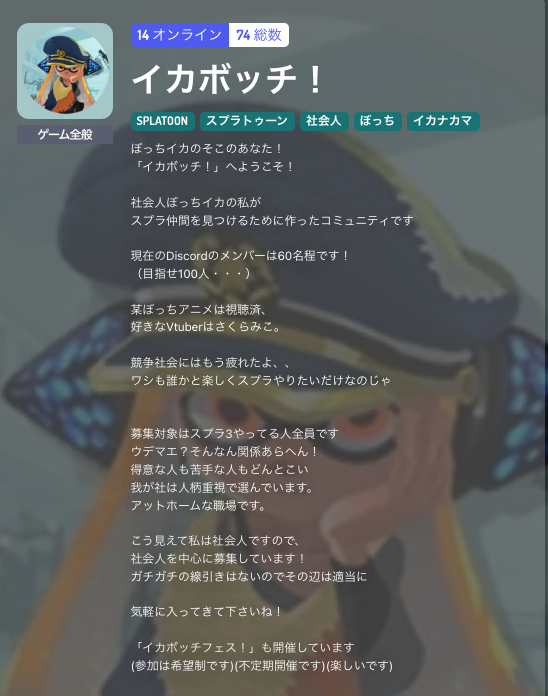 14 オンライン 74 総数
イカボッチ！
SPLATOON スプラトゥーン 社会人 ぼっち イカナカマ
ゲーム全般
ぼっちイカのそこのあなた！
「イカボッチ！」へようこそ！
社会人ぼっちイカの私が
スプラ仲間を見つけるために作ったコミュニティです
現在のDiscordのメンバーは60名程です！
（目指せ100人・・・）
某ぼっちアニメは視聴済、
好きなVtuberはさくらみこ。
競争社会にはもう疲れたよ、、
ワシも誰かと楽しくスプラやりたいだけなのじゃ
募集対象はスプラ3やってる人全員です
ウデマエ？そんなん関係あらへん！
得意な人も苦手な人もどんとこい
我が社は人柄重視で選んでいます。
アットホームな職場です。
こう見えて私は社会人ですので、
社会人を中心に募集しています！
ガチガチの線引きはないのでその辺は適当に
気軽に入ってきて下さいね！
「イカボッチフェス！」も開催しています
(参加は希望制です)(不定期開催です)(楽しいです)